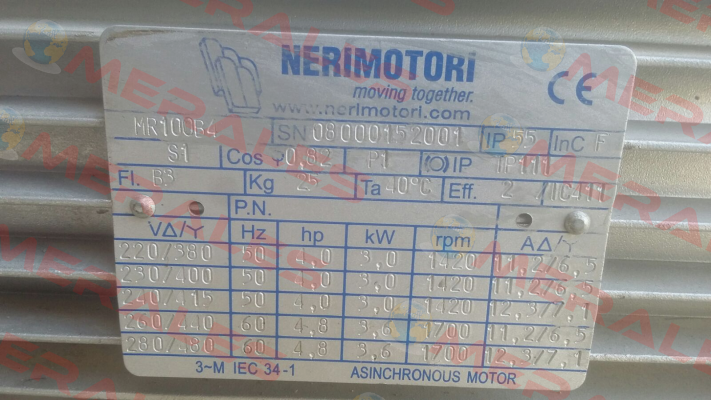 NERIMOTORI
moving together.
CE
www.nerimotori.com
MR100B4 SN 08000152001 IP 55 InC F
S1 Cos φ 0,82 P1 IP 1P111
Fl. B3 Kg 25 Ta 40°C Eff. 2 / IC411
P.N.
VΔ/Y Hz hp kW rpm AΔ/Y
220/380 50 4,0 3,0 1420 11,2/6,5
230/400 50 4,0 3,0 1420 11,2/6,5
240/415 50 4,0 3,0 1420 12,3/7,1
260/440 60 4,8 3,6 1700 11,2/6,5
280/480 60 4,8 3,6 1700 12,3/7,1
3~M IEC 34-1 ASINCHRONOUS MOTOR